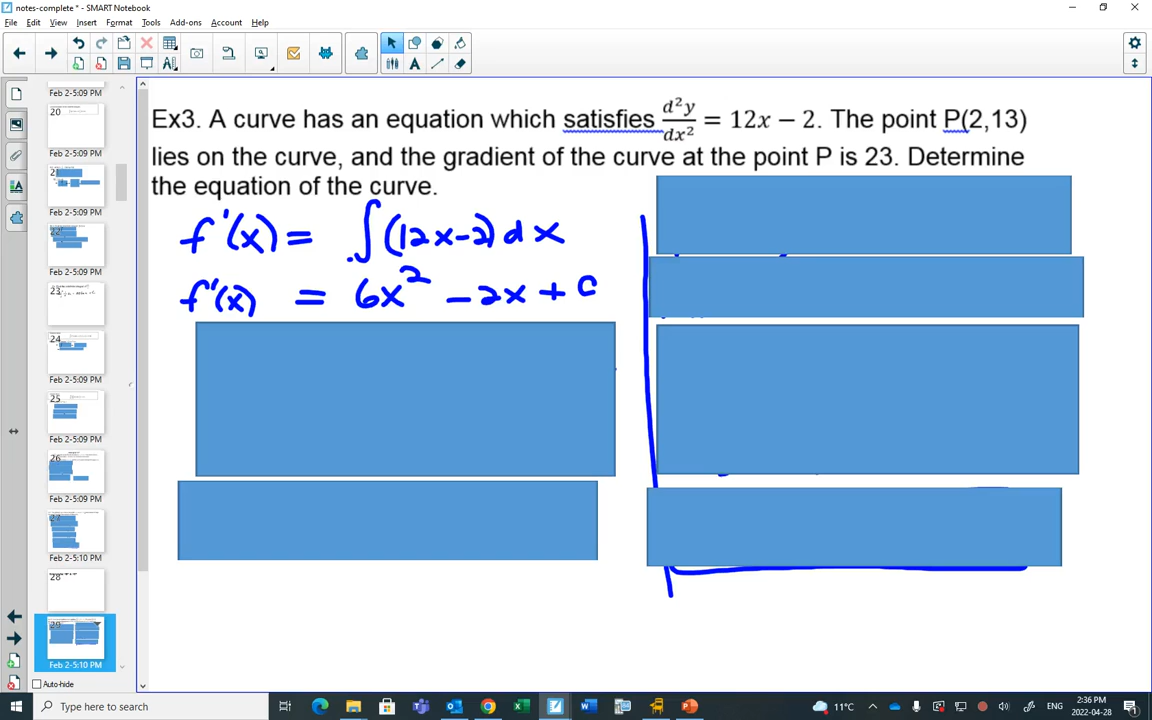 notes-complete * - SMART Notebook
File Edit View Insert Format Tools Add-ons Account Help
Feb 2-5:09 PM
20
Feb 2-5:09 PM
21
Feb 2-5:09 PM
22
Feb 2-5:09 PM
23
Feb 2-5:09 PM
24
Feb 2-5:09 PM
25
Feb 2-5:09 PM
26
Feb 2-5:09 PM
27
Feb 2-5:10 PM
28
29
Feb 2-5:10 PM
Auto-hide
Ex3. A curve has an equation which satisfies d²y/dx² = 12x − 2. The point P(2,13)
lies on the curve, and the gradient of the curve at the point P is 23. Determine
the equation of the curve.
f'(x) = ∫(12x-2)dx
f'(x) = 6x² - 2x + C
Type here to search
11°C
2:36 PM
2022-04-28